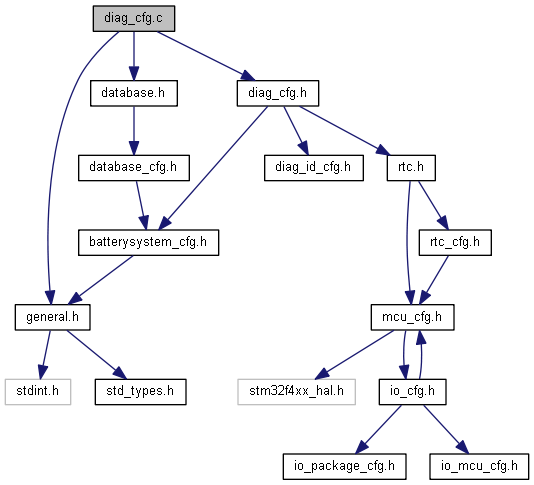 diag_cfg.c
database.h
diag_cfg.h
database_cfg.h
diag_id_cfg.h
rtc.h
batterysystem_cfg.h
rtc_cfg.h
general.h
mcu_cfg.h
stdint.h
std_types.h
stm32f4xx_hal.h
io_cfg.h
io_package_cfg.h
io_mcu_cfg.h